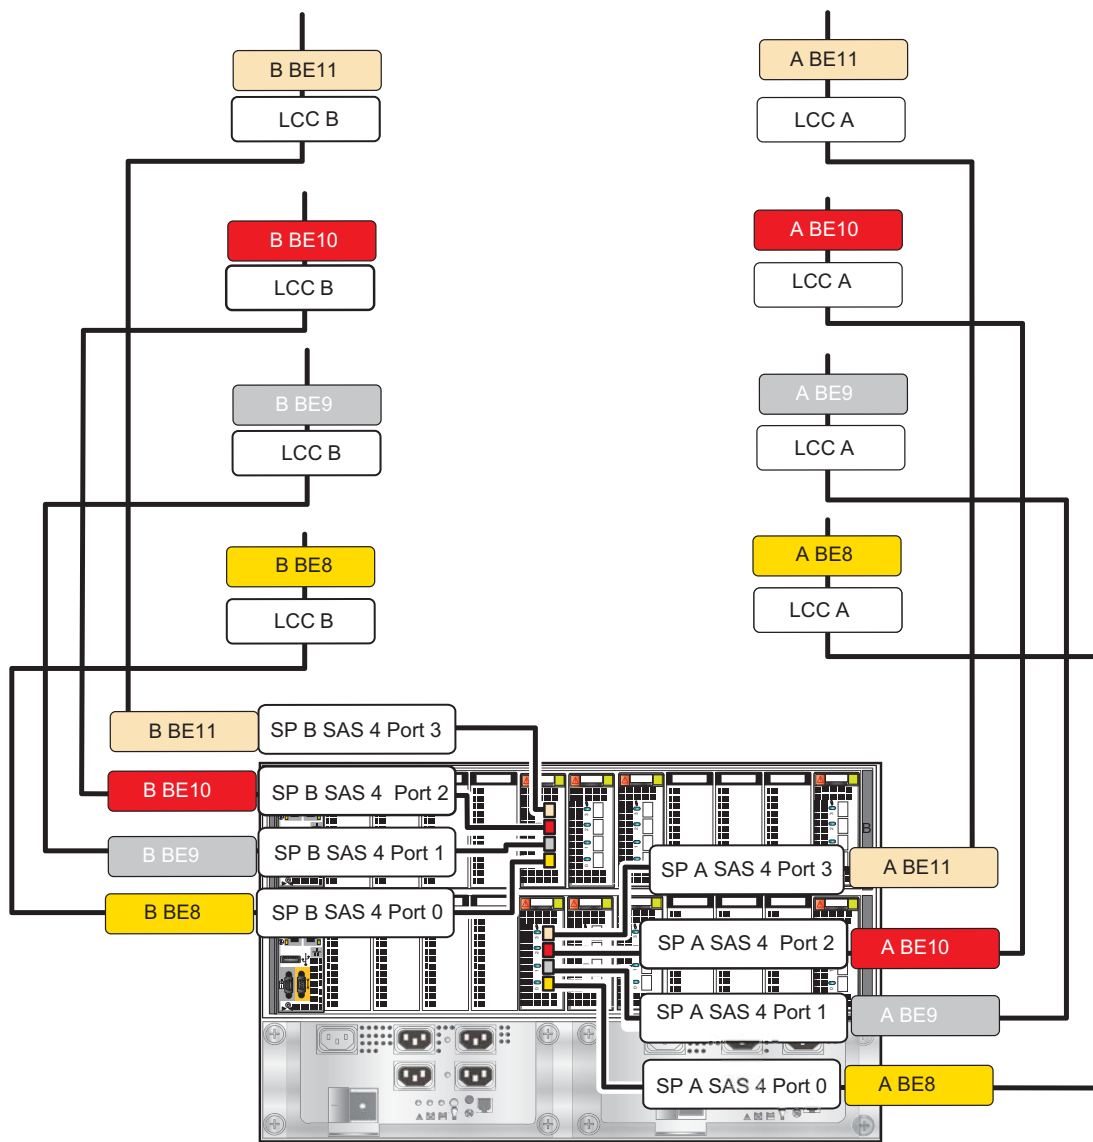 B BE11
LCC B
A BE11
LCC A
B BE10
LCC B
A BE10
LCC A
B BE9
LCC B
A BE9
LCC A
B BE8
LCC B
A BE8
LCC A
B BE11
SP B SAS 4 Port 3
B BE10
SP B SAS 4 Port 2
B BE9
SP B SAS 4 Port 1
B BE8
SP B SAS 4 Port 0
B
SP A SAS 4 Port 3
A BE11
SP A SAS 4 Port 2
A BE10
SP A SAS 4 Port 1
A BE9
SP A SAS 4 Port 0
A BE8